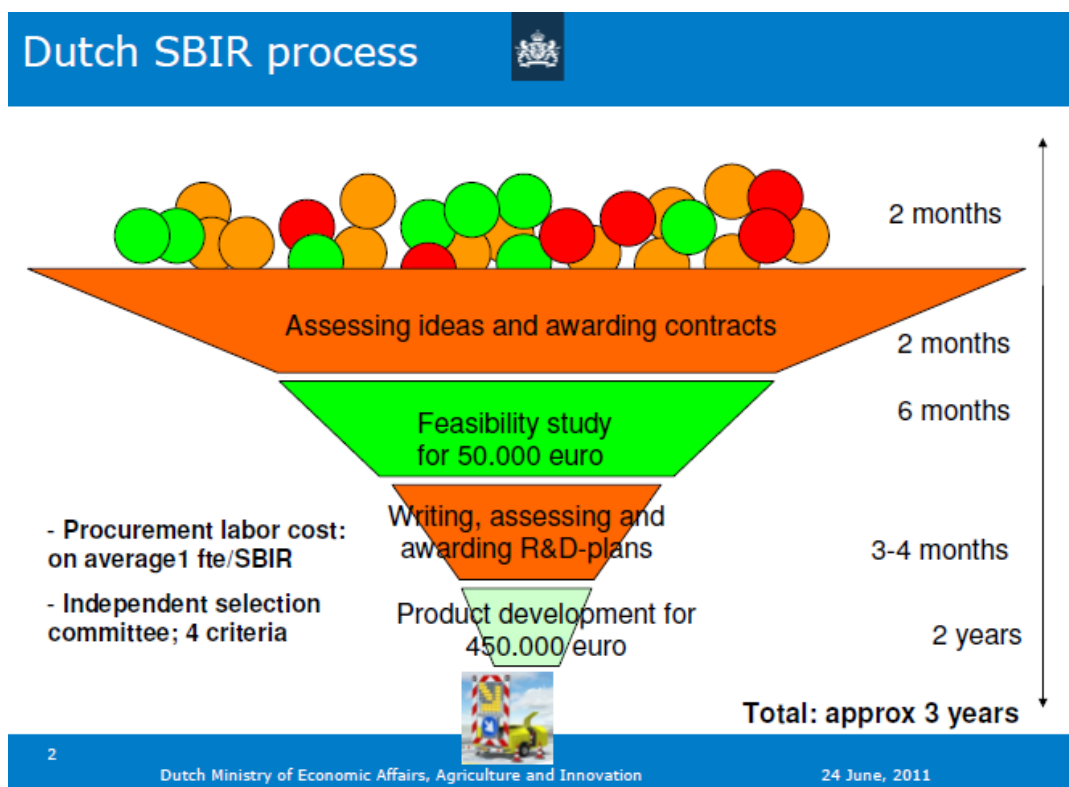 Dutch SBIR process
2 months
Assessing ideas and awarding contracts
2 months
Feasibility study
for 50.000 euro
6 months
Writing, assessing and
awarding R&D-plans
3-4 months
- Procurement labor cost:
on average1 fte/SBIR
- Independent selection
committee; 4 criteria
Product development for
450.000 euro
2 years
Total: approx 3 years
2
Dutch Ministry of Economic Affairs, Agriculture and Innovation
24 June, 2011